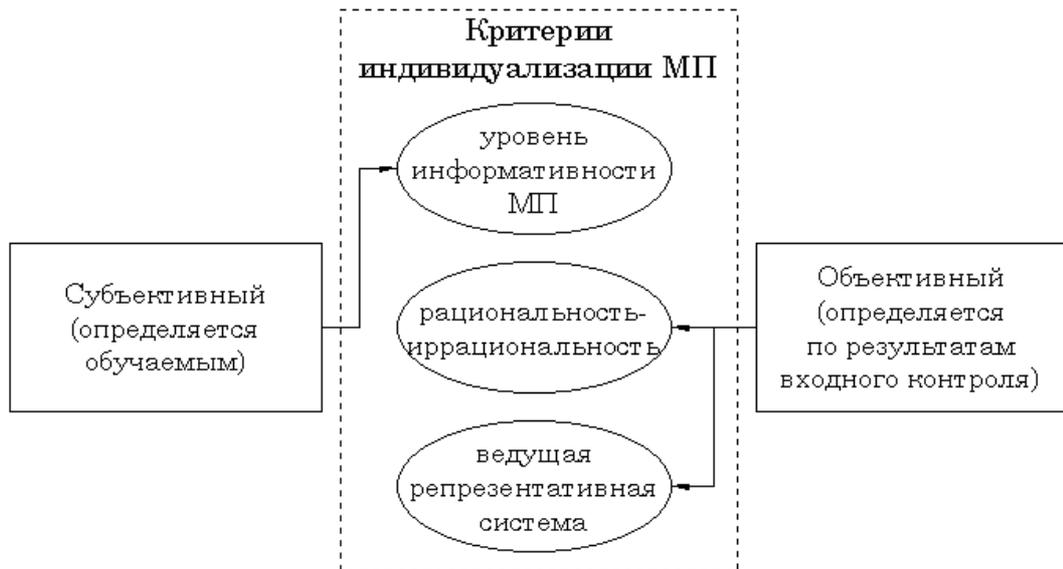 Критерии
индивидуализации МП
уровень
информативности
МП
Субъективный
(определяется
обучаемым)
рациональность-
иррациональность
Объективный
(определяется
по результатам
входного контроля)
ведущая
репрезентативная
система